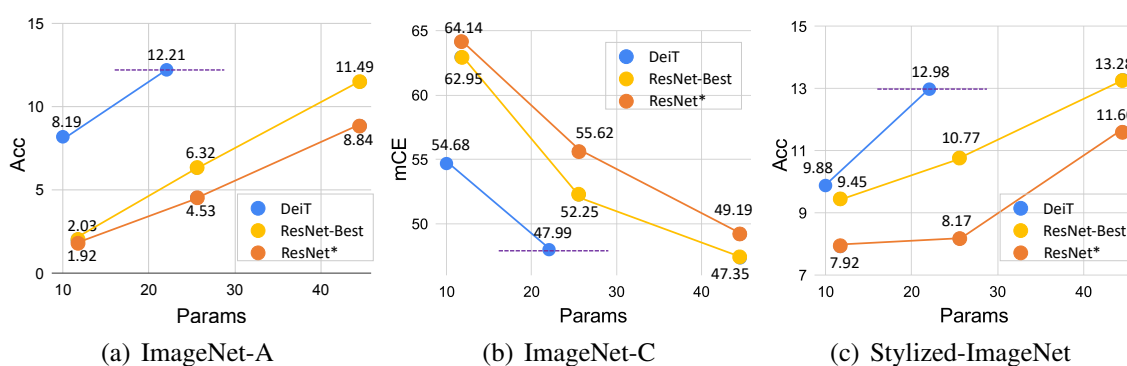 15
10
5
0
Acc
8.19
12.21
2.03
1.92
6.32
4.53
11.49
8.84
DeiT
ResNet-Best
ResNet*
10
20
30
40
Params
(a) ImageNet-A
65
60
55
50
mCE
64.14
62.95
54.68
55.62
52.25
47.99
49.19
47.35
DeiT
ResNet-Best
ResNet*
10
20
30
40
Params
(b) ImageNet-C
15
13
11
9
7
Acc
9.88
9.45
7.92
12.98
10.77
8.17
13.28
DeiT
ResNet-Best
ResNet*
10
20
30
40
Params
(c) Stylized-ImageNet